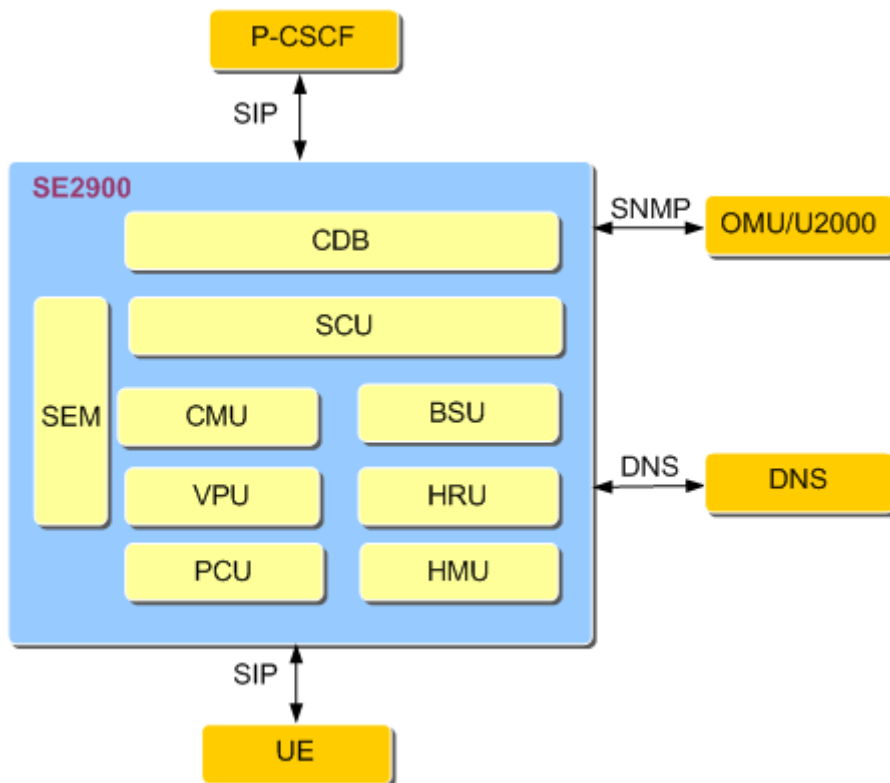 P-CSCF
SIP
SE2900
CDB
SNMP
OMU/U2000
SCU
SEM
CMU
BSU
VPU
HRU
DNS
DNS
PCU
HMU
SIP
UE